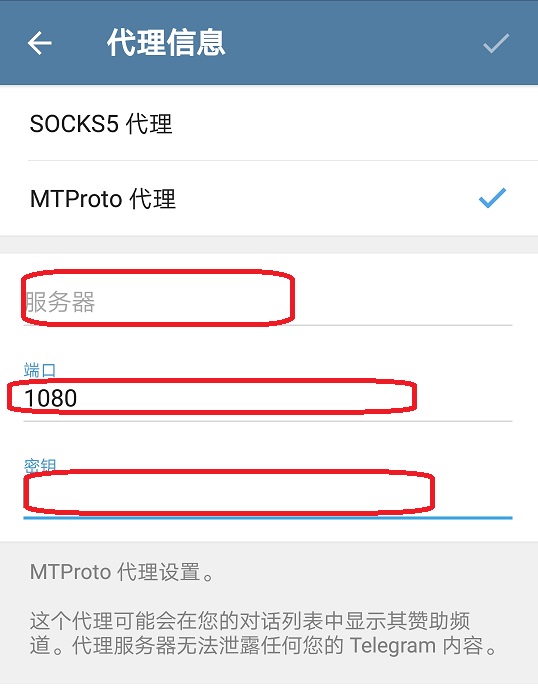 代理信息
SOCKS5 代理
MTProto 代理
服务器
端口
1080
密钥
MTProto 代理设置。
这个代理可能会在您的对话列表中显示其赞助频
道。代理服务器无法泄露任何您的 Telegram 内容。